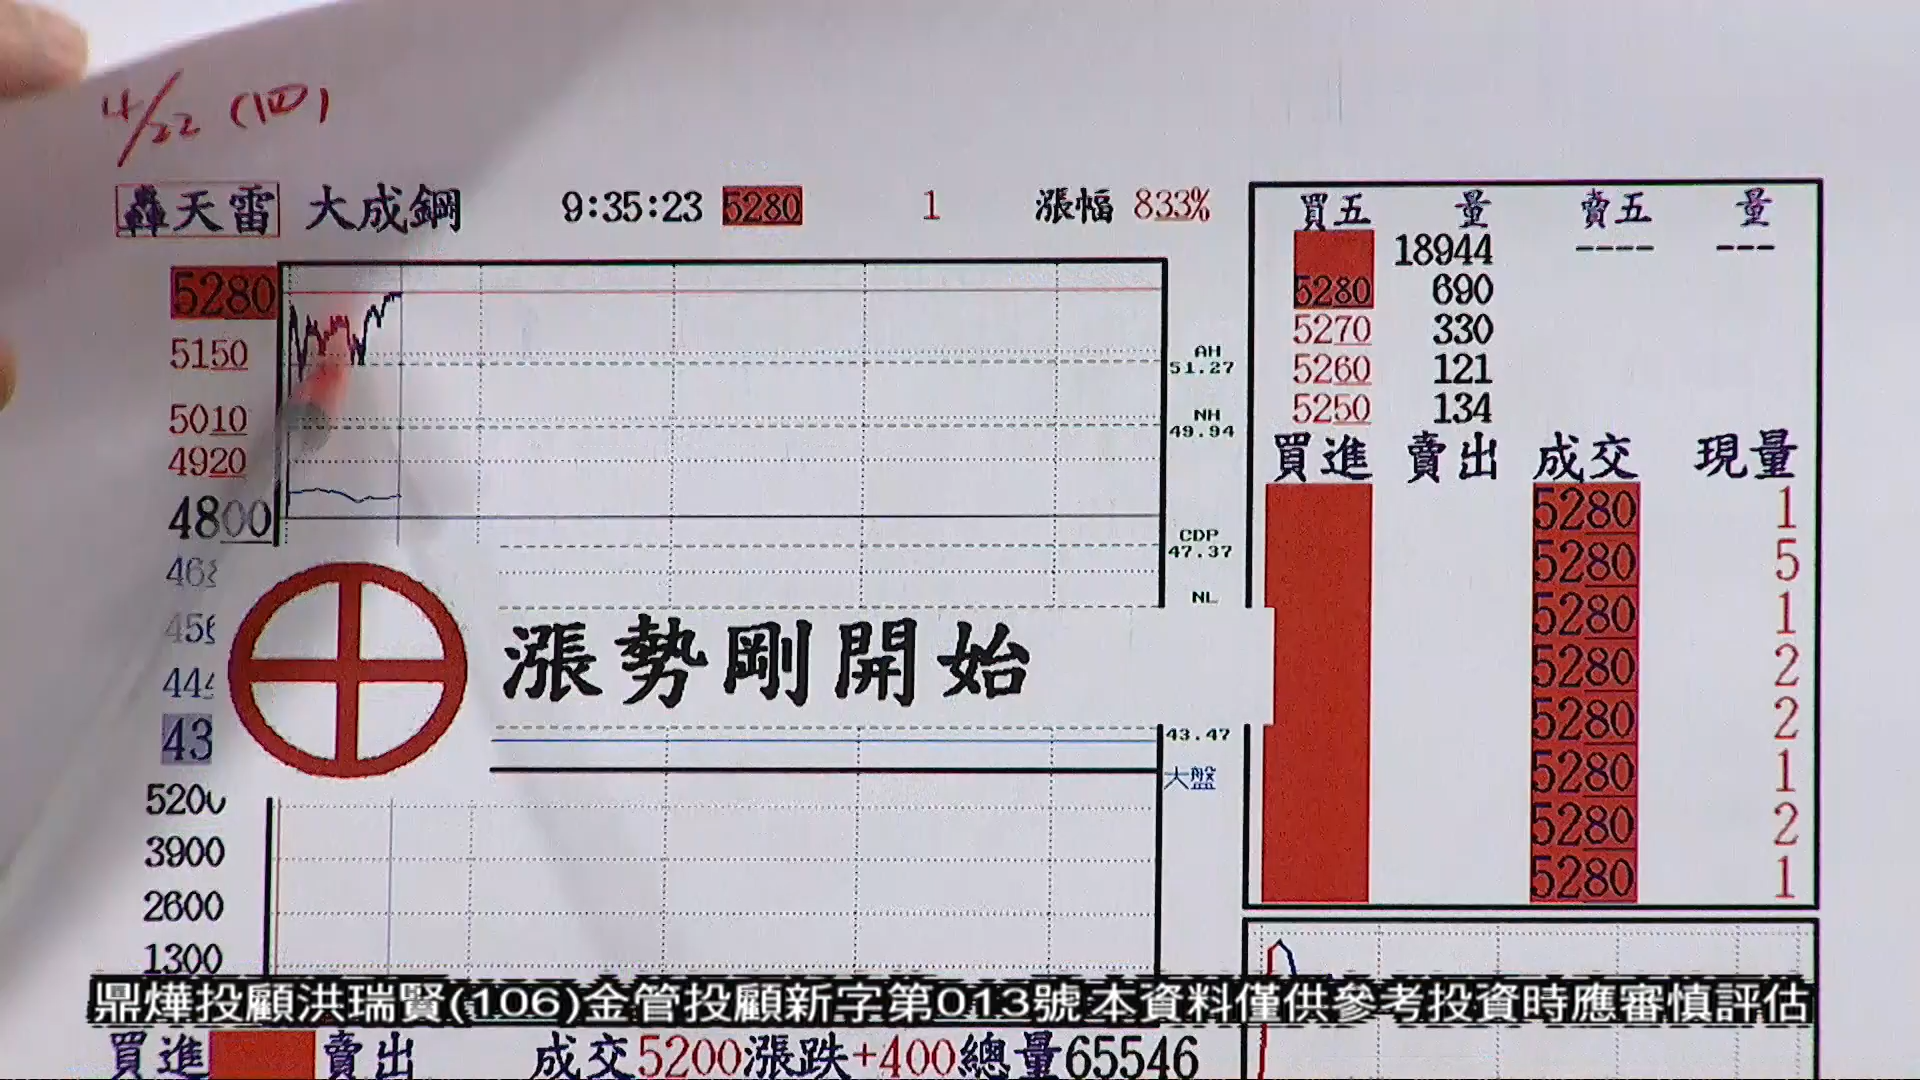 4/22 (四)
轟天雷 大成鋼 9:35:23 5280 1 漲幅 833%
買五 量 賣五 量
18944 ---- ---
5280 690
5270 330
5260 121
5250 134
5280
5150
5010
4920
4800
AH
51.27
NH
49.94
CDP
47.37
NL
43.47
大盤
漲勢剛開始
43
5200
3900
2600
1300
買進 賣出 成交 現量
5280 1
5280 5
5280 1
5280 2
5280 2
5280 1
5280 2
5280 1
鼎燁投顧洪瑞賢(106)金管投顧新字第013號 本資料僅供參考投資時應審慎評估
買進 賣出 成交5200漲跌+400總量65546